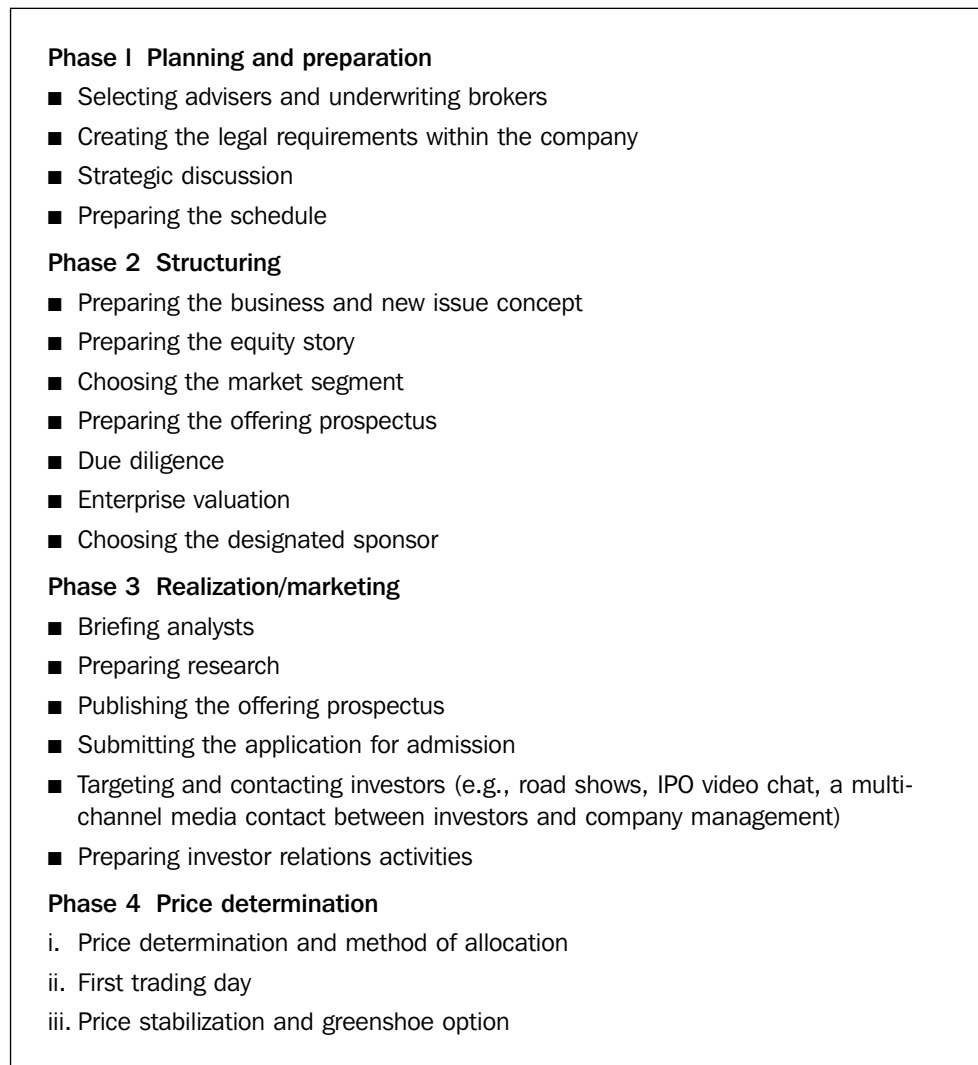 Phase I Planning and preparation
■ Selecting advisers and underwriting brokers
■ Creating the legal requirements within the company
■ Strategic discussion
■ Preparing the schedule
Phase 2 Structuring
■ Preparing the business and new issue concept
■ Preparing the equity story
■ Choosing the market segment
■ Preparing the offering prospectus
■ Due diligence
■ Enterprise valuation
■ Choosing the designated sponsor
Phase 3 Realization/marketing
■ Briefing analysts
■ Preparing research
■ Publishing the offering prospectus
■ Submitting the application for admission
■ Targeting and contacting investors (e.g., road shows, IPO video chat, a multi-
channel media contact between investors and company management)
■ Preparing investor relations activities
Phase 4 Price determination
i. Price determination and method of allocation
ii. First trading day
iii. Price stabilization and greenshoe option